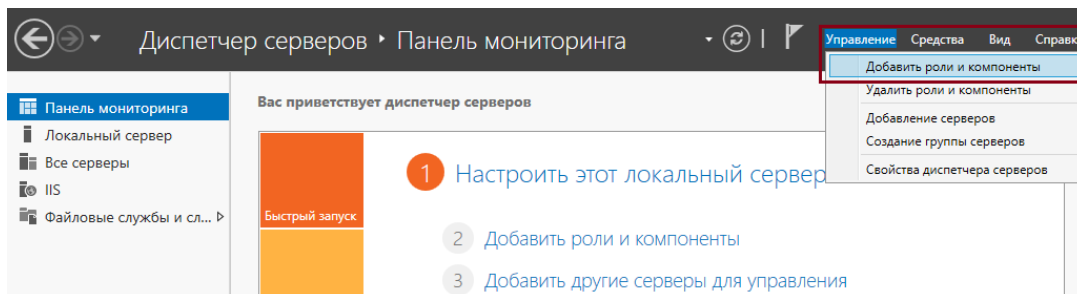 Диспетчер серверов ‣ Панель мониторинга
Управление Средства Вид
Добавить роли и компоненты
Удалить роли и компоненты
Добавление серверов
Создание группы серверов
Свойства диспетчера серверов
Панель мониторинга
Локальный сервер
Все серверы
IIS
Файловые службы и сл...
Вас приветствует диспетчер серверов
Быстрый запуск
1 Настроить этот локальный сервер
2 Добавить роли и компоненты
3 Добавить другие серверы для управления